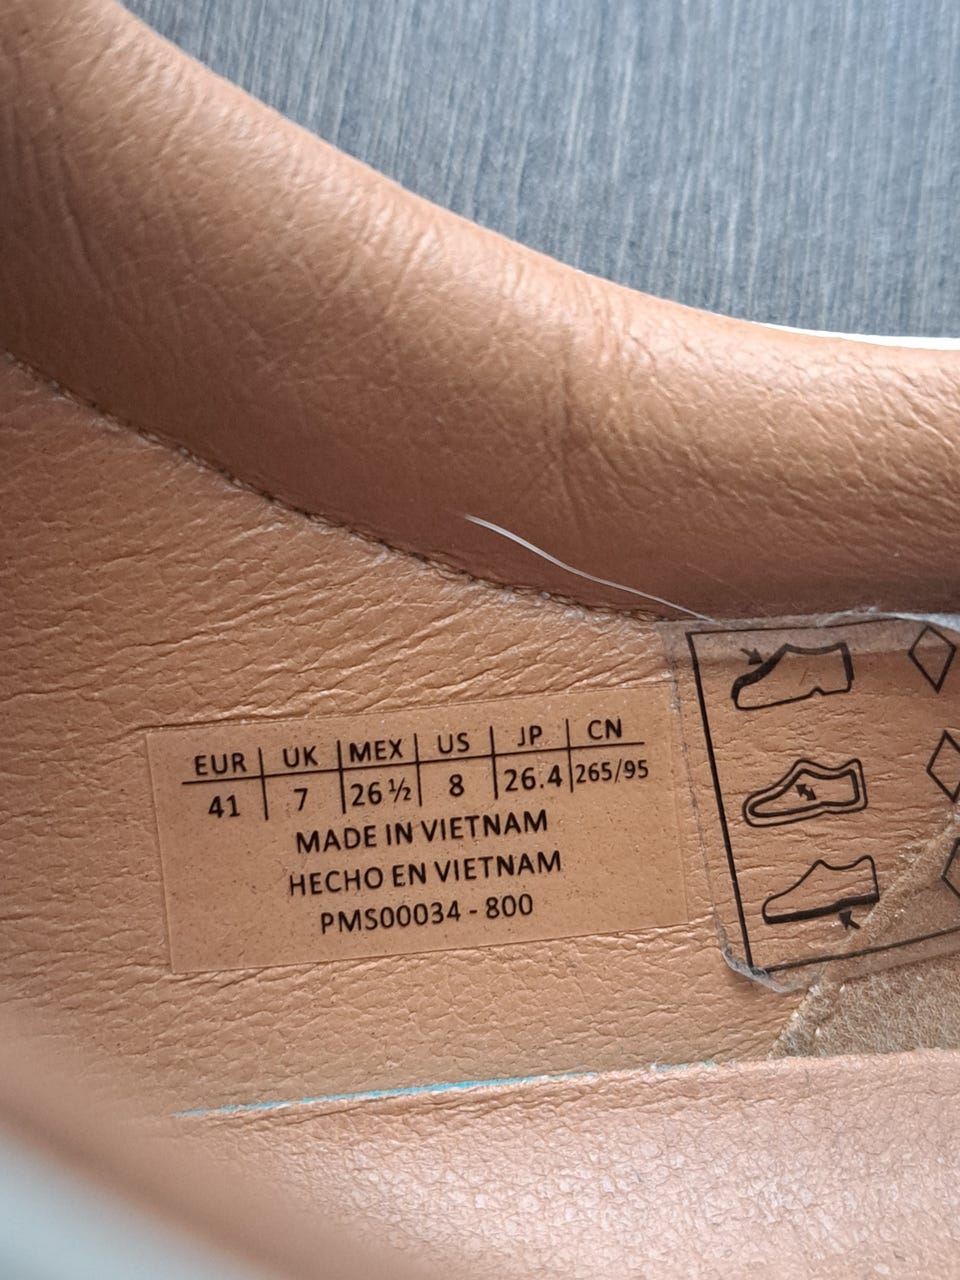 EUR | UK | MEX | US | JP | CN
41 | 7 | 26 ½ | 8 | 26.4 | 265/95
MADE IN VIETNAM
HECHO EN VIETNAM
PMS00034 - 800